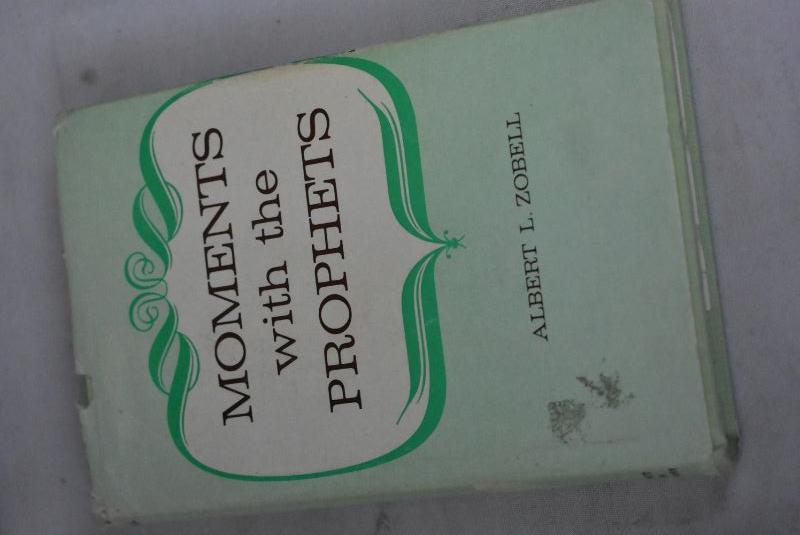 MOMENTS
with the
PROPHETS
ALBERT L. ZOBELL